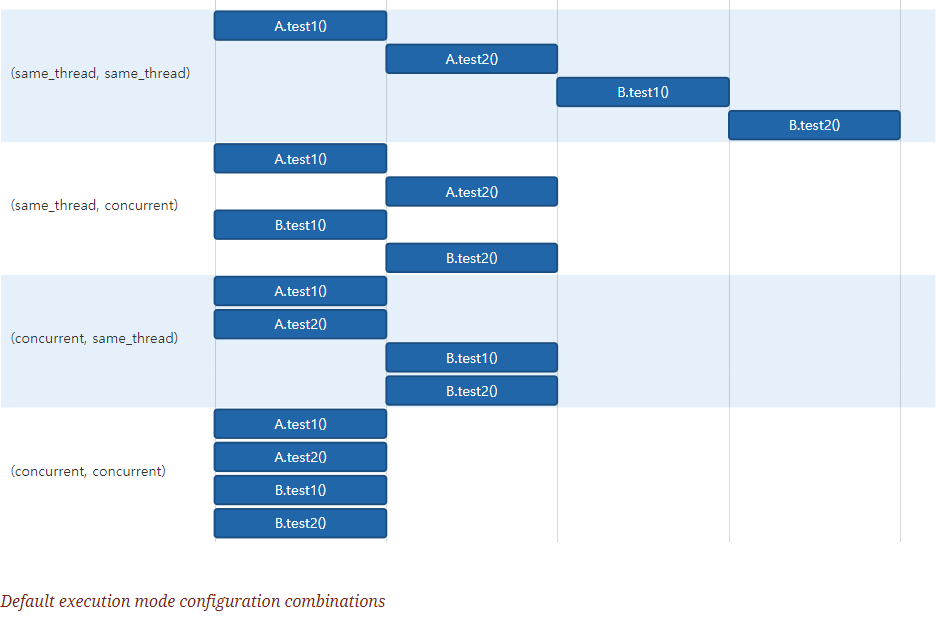 A.test1()
A.test2()
(same_thread, same_thread)
B.test1()
B.test2()
A.test1()
A.test2()
(same_thread, concurrent)
B.test1()
B.test2()
A.test1()
A.test2()
(concurrent, same_thread)
B.test1()
B.test2()
A.test1()
A.test2()
(concurrent, concurrent)
B.test1()
B.test2()
Default execution mode configuration combinations